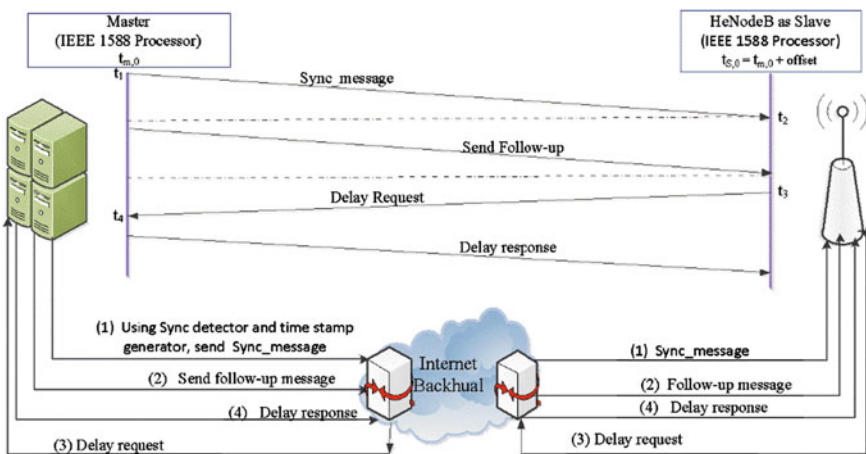 Master
(IEEE 1588 Processor)
tm,0
HeNodeB as Slave
(IEEE 1588 Processor)
tS,0 = tm,0 + offset
t1
Sync_message
t2
Send Follow-up
t3
Delay Request
t4
Delay response
(1) Using Sync detector and time stamp
generator, send Sync_message
(2) Send follow-up message
(4) Delay response
(3) Delay request
Internet
Backhual
(1) Sync_message
(2) Follow-up message
(4) Delay response
(3) Delay request